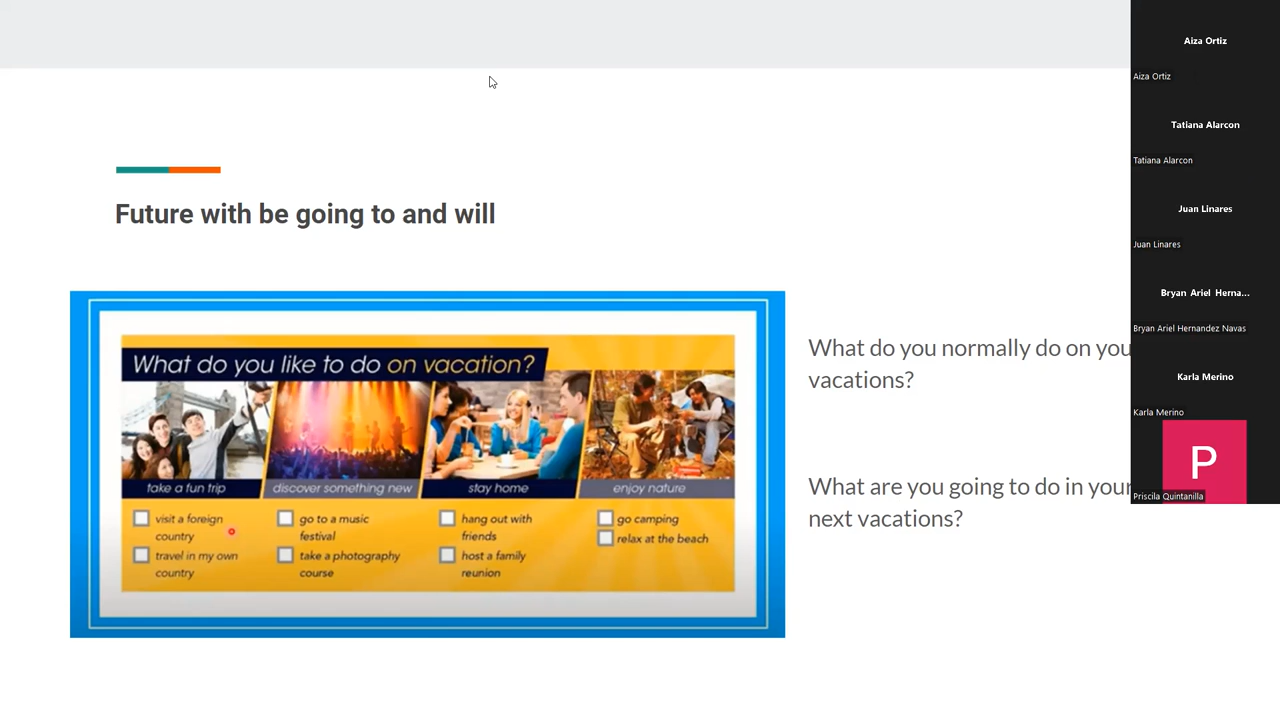 Future with be going to and will
What do you like to do on vacation?
take a fun trip
discover something new
stay home
enjoy nature
visit a foreign
country
travel in my own
country
go to a music
festival
take a photography
course
hang out with
friends
host a family
reunion
go camping
relax at the beach
What do you normally do on you
vacations?
What are you going to do in your
next vacations?
Aiza Ortiz
Aiza Ortiz
Tatiana Alarcon
Tatiana Alarcon
Juan Linares
Juan Linares
Bryan Ariel Herna...
Bryan Ariel Hernandez Navas
Karla Merino
Karla Merino
P
Priscila Quintanilla